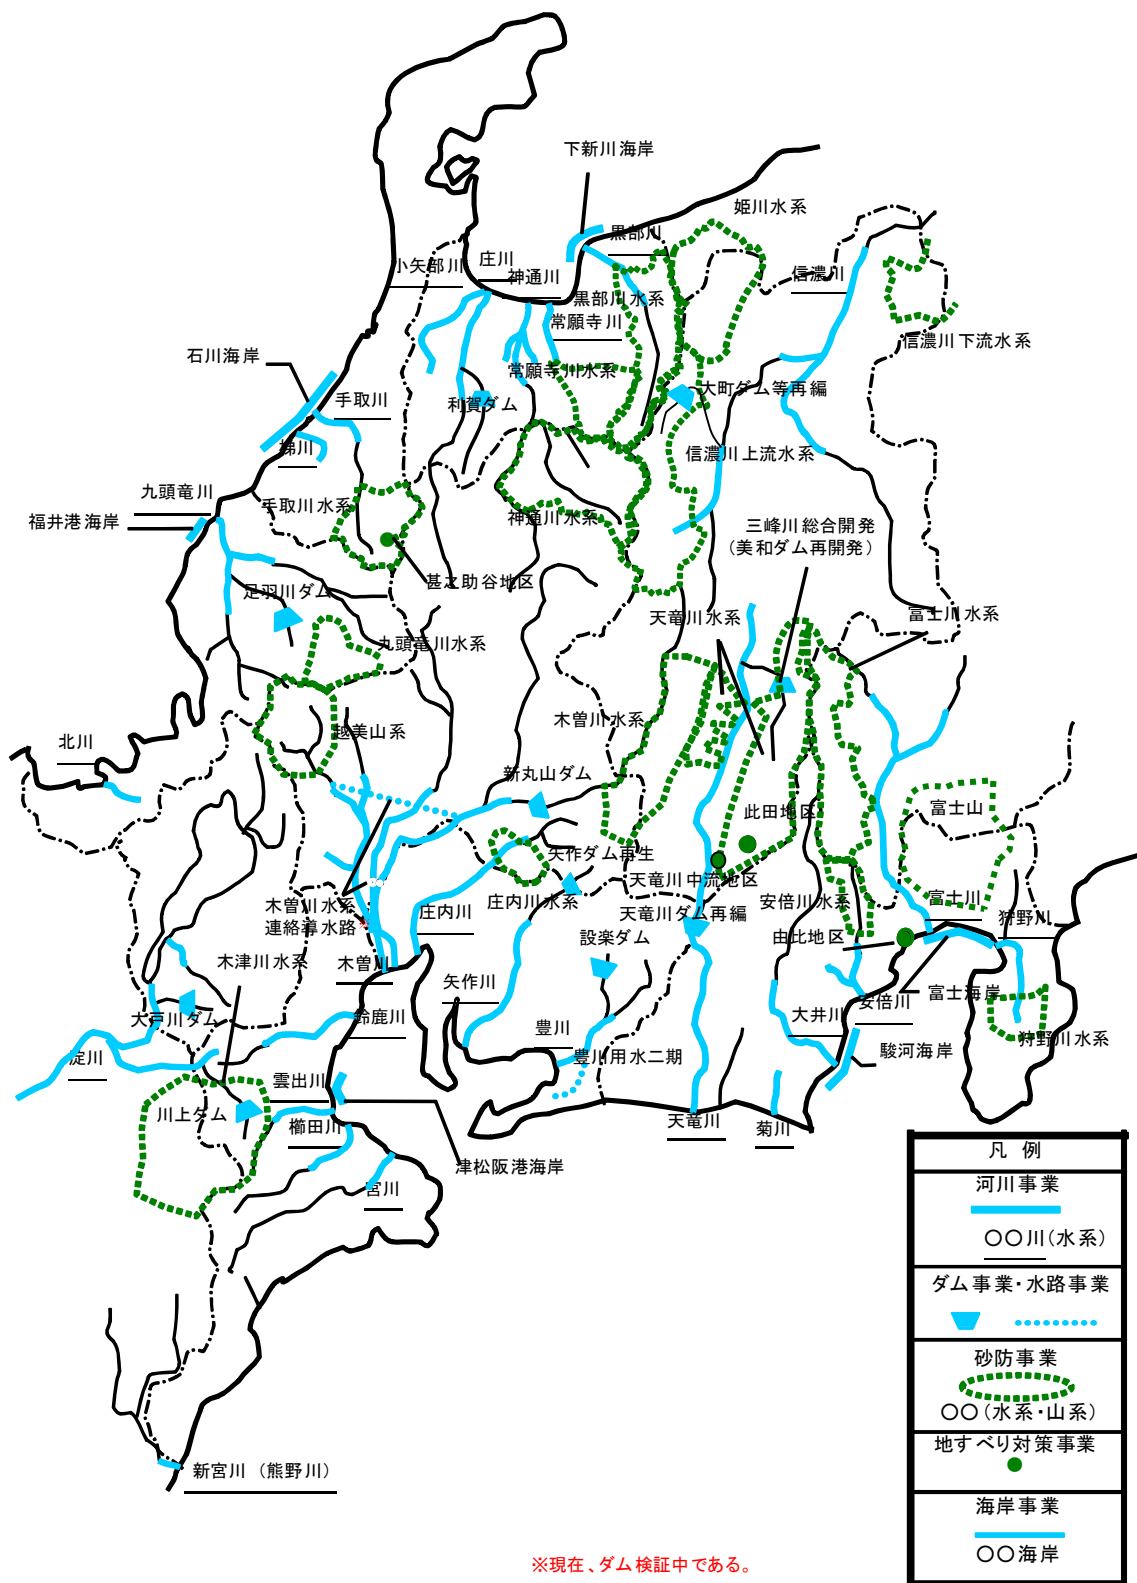 下新川海岸
姫川水系
黒部川
庄川
小矢部川
神通川
信濃川
黒部川水系
常願寺川
信濃川下流水系
石川海岸
常願寺川水系
大町ダム等再編
手取川
利賀ダム
梯川
信濃川上流水系
九頭竜川
手取川水系
福井港海岸
神通川水系
三峰川総合開発
(美和ダム再開発)
甚之助谷地区
足羽川ダム
天竜川水系
富士川水系
九頭竜川水系
木曽川水系
越美山系
北川
新丸山ダム
富士山
此田地区
矢作ダム再生
天竜川中流地区
木曽川水系
連絡導水路※
庄内川
庄内川水系
天竜川ダム再編
安倍川水系
富士川
狩野川
設楽ダム
由比地区
木津川水系
木曽川
矢作川
富士海岸
安倍川
大戸川ダム
鈴鹿川
大井川
狩野川水系
豊川
淀川
豊川用水二期
駿河海岸
雲出川
川上ダム
櫛田川
天竜川
菊川
津松阪港海岸
宮川
新宮川（熊野川）
凡例
河川事業
〇〇川(水系)
ダム事業・水路事業
砂防事業
〇〇(水系・山系)
地すべり対策事業
海岸事業
〇〇海岸
※現在、ダム検証中である。